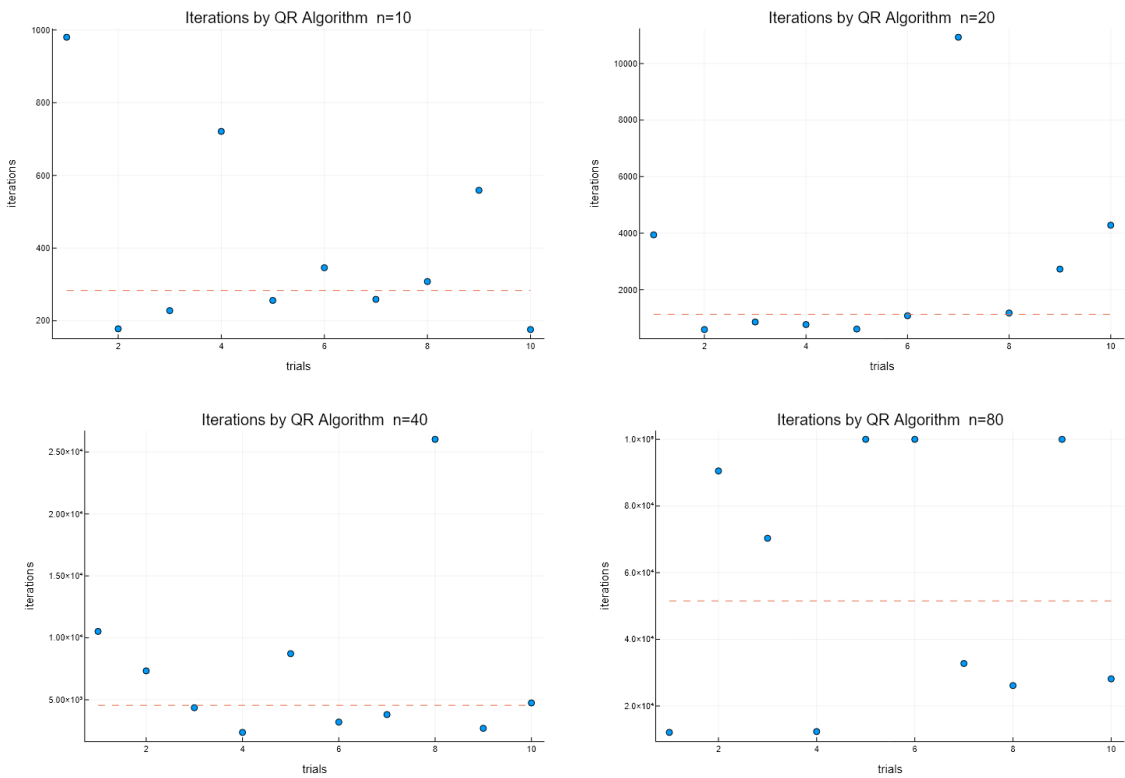 Iterations by QR Algorithm n=10
1000
800
600
400
200
iterations
2 4 6 8 10
trials
Iterations by QR Algorithm n=20
10000
8000
6000
4000
2000
iterations
2 4 6 8 10
trials
Iterations by QR Algorithm n=40
2.50×10⁴
2.00×10⁴
1.50×10⁴
1.00×10⁴
5.00×10³
iterations
2 4 6 8 10
trials
Iterations by QR Algorithm n=80
1.0×10⁵
8.0×10⁴
6.0×10⁴
4.0×10⁴
2.0×10⁴
iterations
2 4 6 8 10
trials